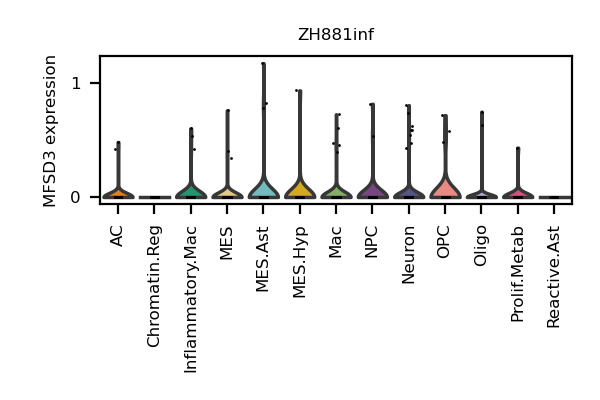 ZH881inf
MFSD3 expression
1
0
AC
Chromatin.Reg
Inflammatory.Mac
MES
MES.Ast
MES.Hyp
Mac
NPC
Neuron
OPC
Oligo
Prolif.Metab
Reactive.Ast